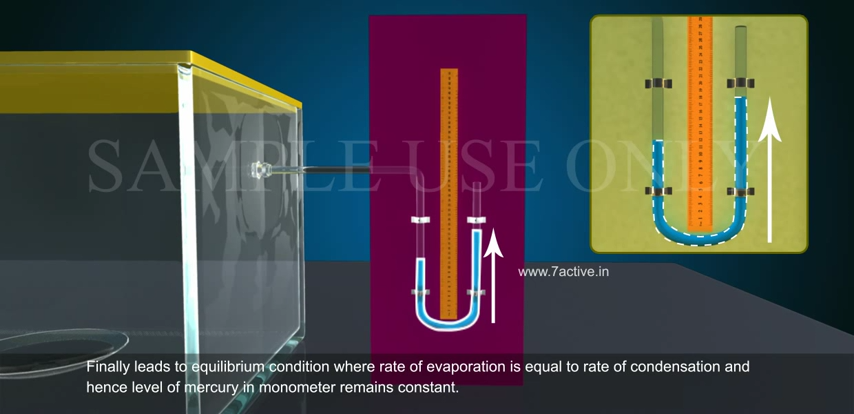 SAMPLE USE ONLY
www.7active.in
Finally leads to equilibrium condition where rate of evaporation is equal to rate of condensation and
hence level of mercury in monometer remains constant.